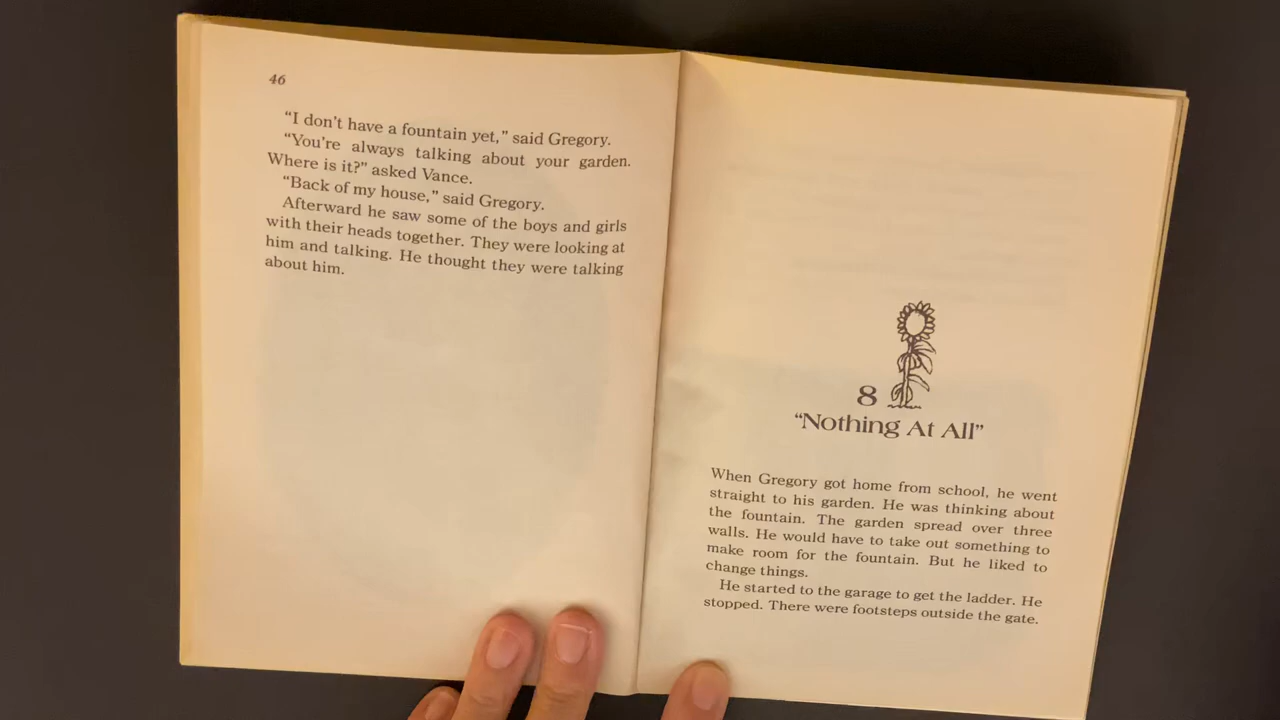 46
“I don't have a fountain yet,” said Gregory.
“You're always talking about your garden.
Where is it?” asked Vance.
“Back of my house,” said Gregory.
Afterward he saw some of the boys and girls
with their heads together. They were looking at
him and talking. He thought they were talking
about him.
8
“Nothing At All”
When Gregory got home from school, he went
straight to his garden. He was thinking about
the fountain. The garden spread over three
walls. He would have to take out something to
make room for the fountain. But he liked to
change things.
He started to the garage to get the ladder. He
stopped. There were footsteps outside the gate.